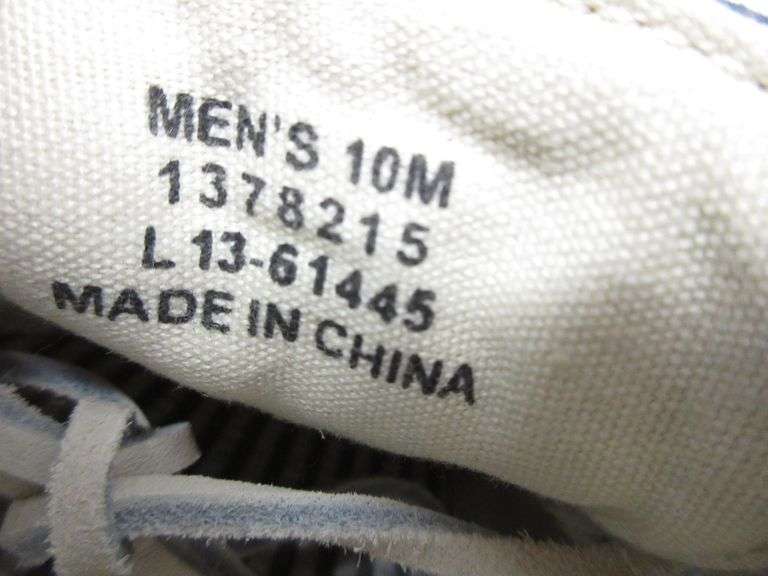 MEN'S 10M
1378215
L 13-61445
MADE IN CHINA